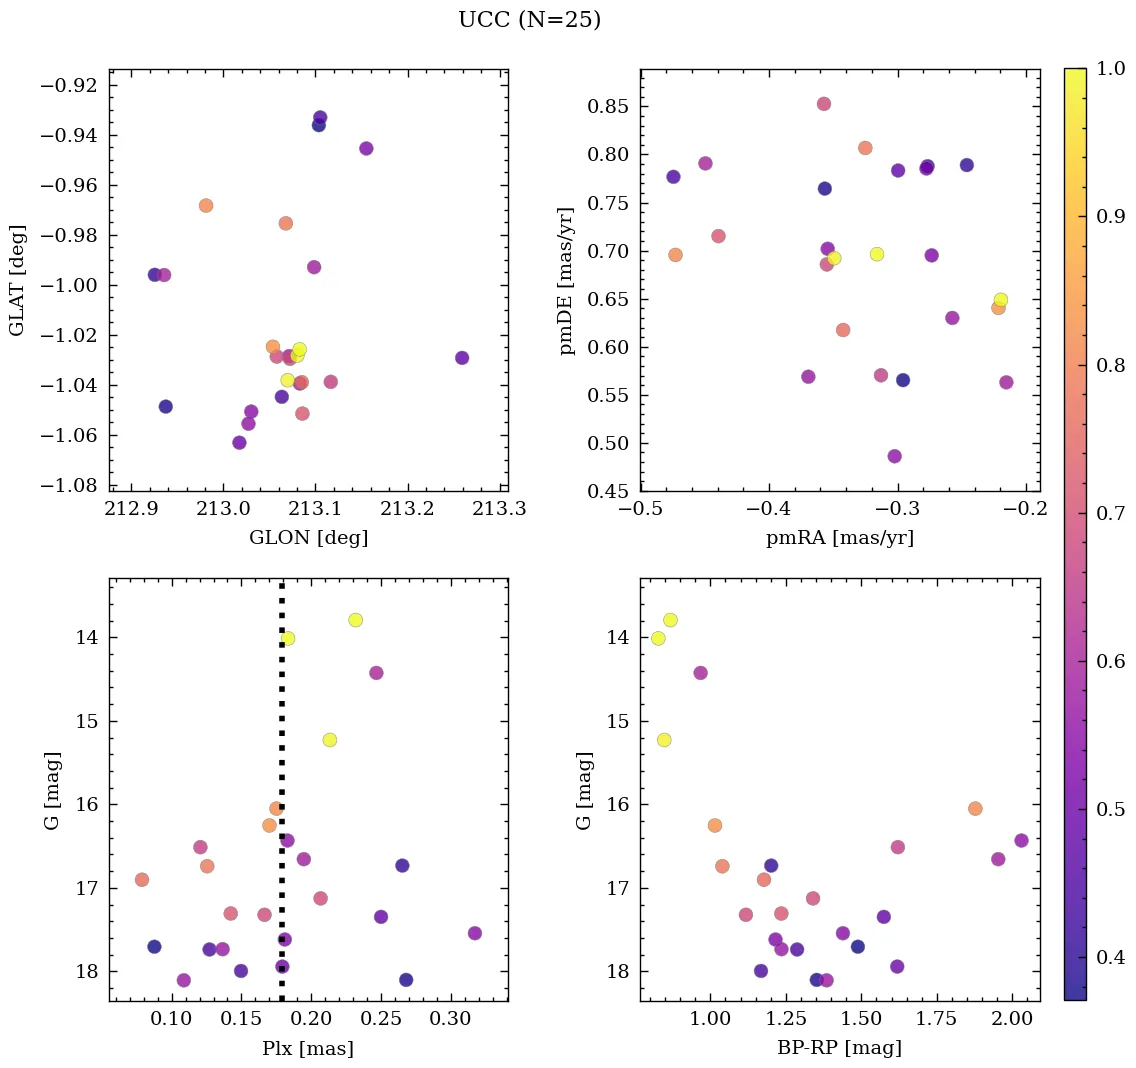 UCC (N=25)
−0.92
−0.94
−0.96
−0.98
−1.00
−1.02
−1.04
−1.06
−1.08
GLAT [deg]
212.9 213.0 213.1 213.2 213.3
GLON [deg]
0.85
0.80
0.75
0.70
0.65
0.60
0.55
0.50
0.45
pmDE [mas/yr]
−0.5 −0.4 −0.3 −0.2
pmRA [mas/yr]
14
15
16
17
18
G [mag]
0.10 0.15 0.20 0.25 0.30
Plx [mas]
14
15
16
17
18
G [mag]
1.00 1.25 1.50 1.75 2.00
BP-RP [mag]
1.0
0.9
0.8
0.7
0.6
0.5
0.4